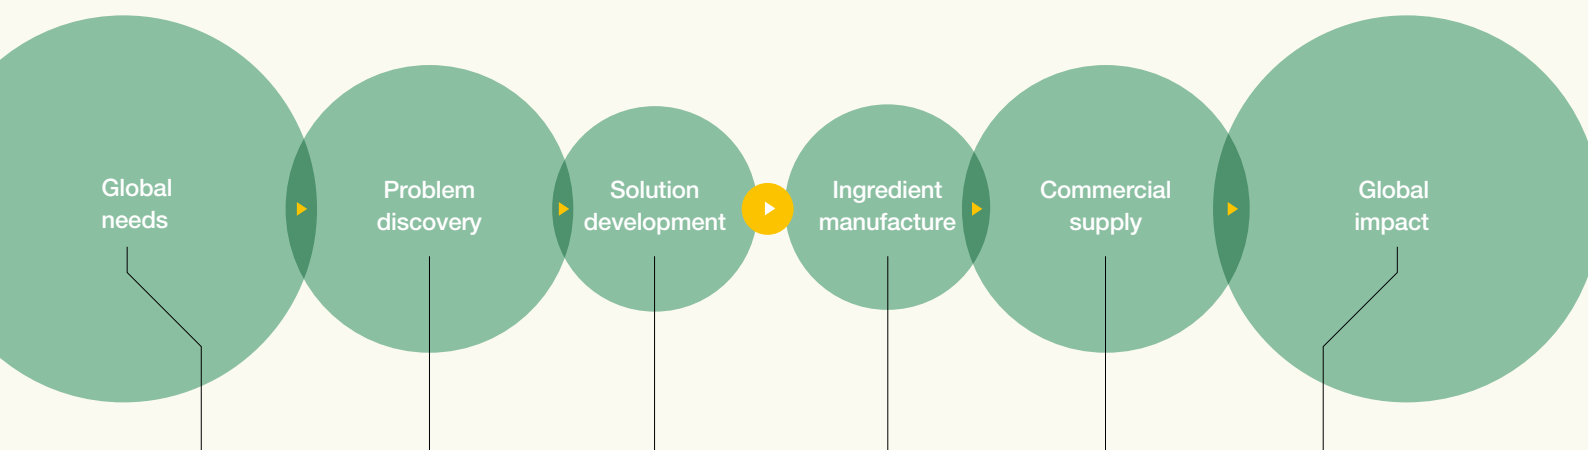 Global
needs
Problem
discovery
Solution
development
Ingredient
manufacture
Commercial
supply
Global
impact